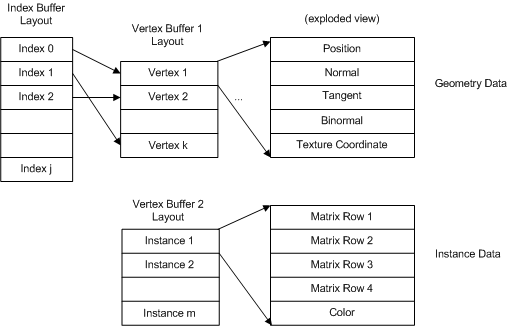 Index Buffer
Layout
Index 0
Index 1
Index 2
Index j
Vertex Buffer 1
Layout
Vertex 1
Vertex 2
Vertex k
...
(exploded view)
Position
Normal
Tangent
Binormal
Texture Coordinate
Geometry Data
Vertex Buffer 2
Layout
Instance 1
Instance 2
Instance m
Matrix Row 1
Matrix Row 2
Matrix Row 3
Matrix Row 4
Color
Instance Data